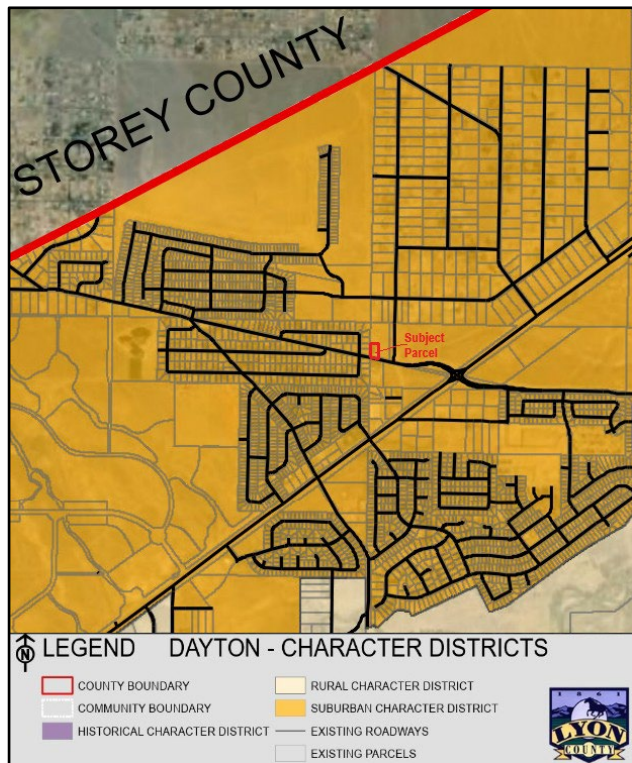 STOREY COUNTY
Subject
Parcel
N
LEGEND DAYTON - CHARACTER DISTRICTS
COUNTY BOUNDARY
RURAL CHARACTER DISTRICT
COMMUNITY BOUNDARY
SUBURBAN CHARACTER DISTRICT
HISTORICAL CHARACTER DISTRICT
EXISTING ROADWAYS
EXISTING PARCELS
1861
LYON
COUNTY